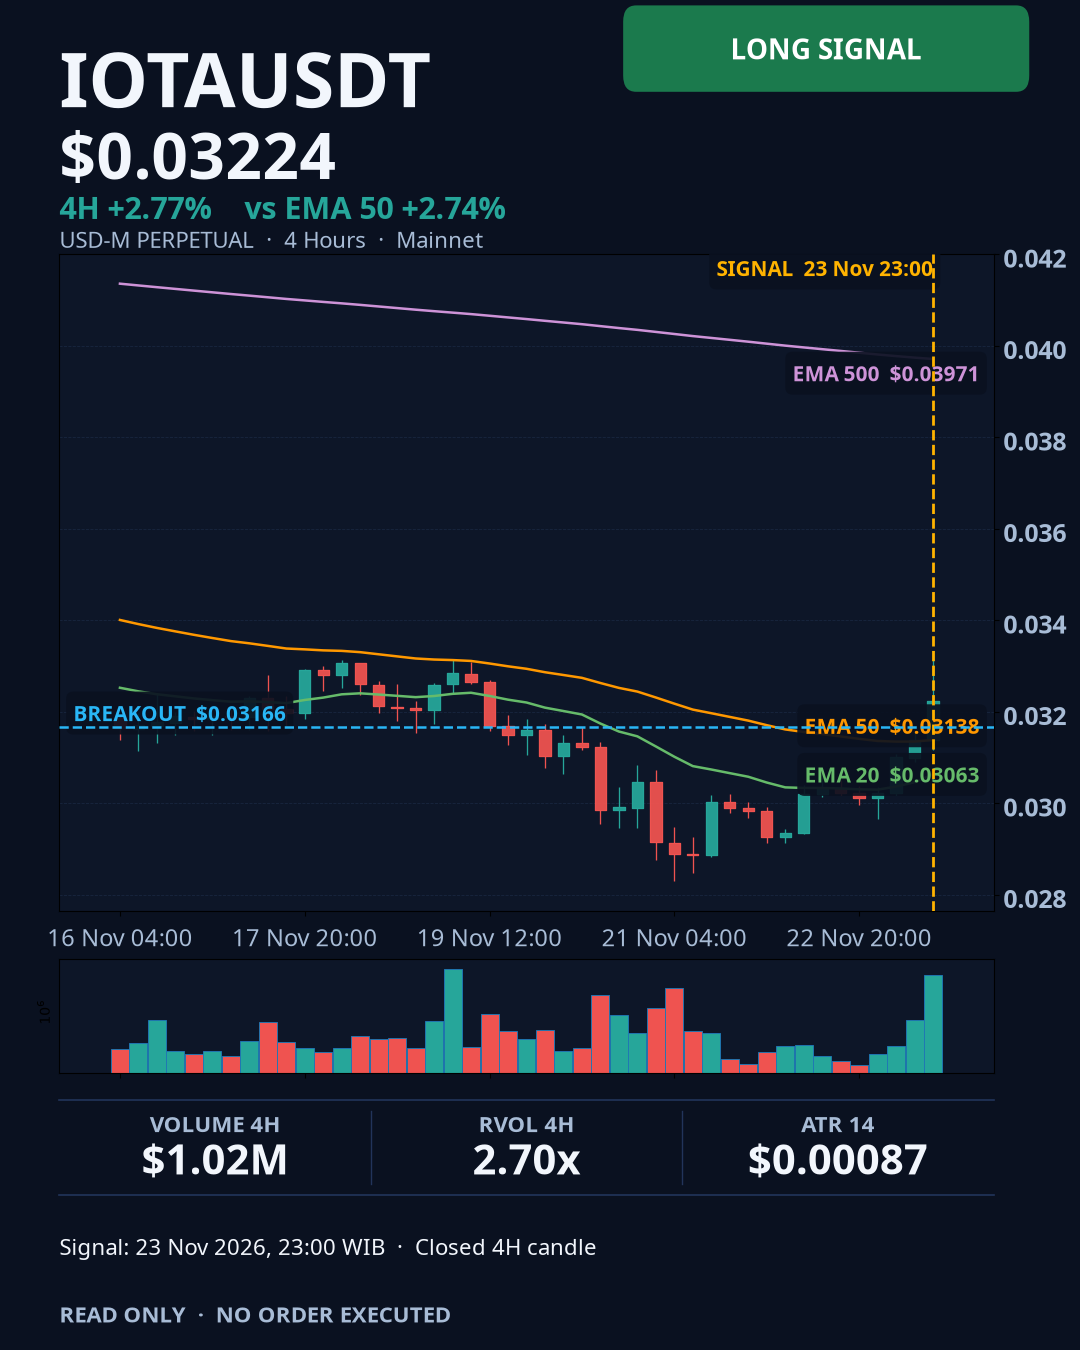 LONG SIGNAL
IOTAUSDT
$0.03224
4H +2.77% vs EMA 50 +2.74%
USD-M PERPETUAL · 4 Hours · Mainnet
SIGNAL 23 Nov 23:00
0.042
0.040
EMA 500 $0.03971
0.038
0.036
0.034
BREAKOUT $0.03166
0.032
EMA 50 $0.03138
EMA 20 $0.03063
0.030
0.028
16 Nov 04:00 17 Nov 20:00 19 Nov 12:00 21 Nov 04:00 22 Nov 20:00
10⁶
VOLUME 4H RVOL 4H ATR 14
$1.02M 2.70x $0.00087
Signal: 23 Nov 2026, 23:00 WIB · Closed 4H candle
READ ONLY · NO ORDER EXECUTED